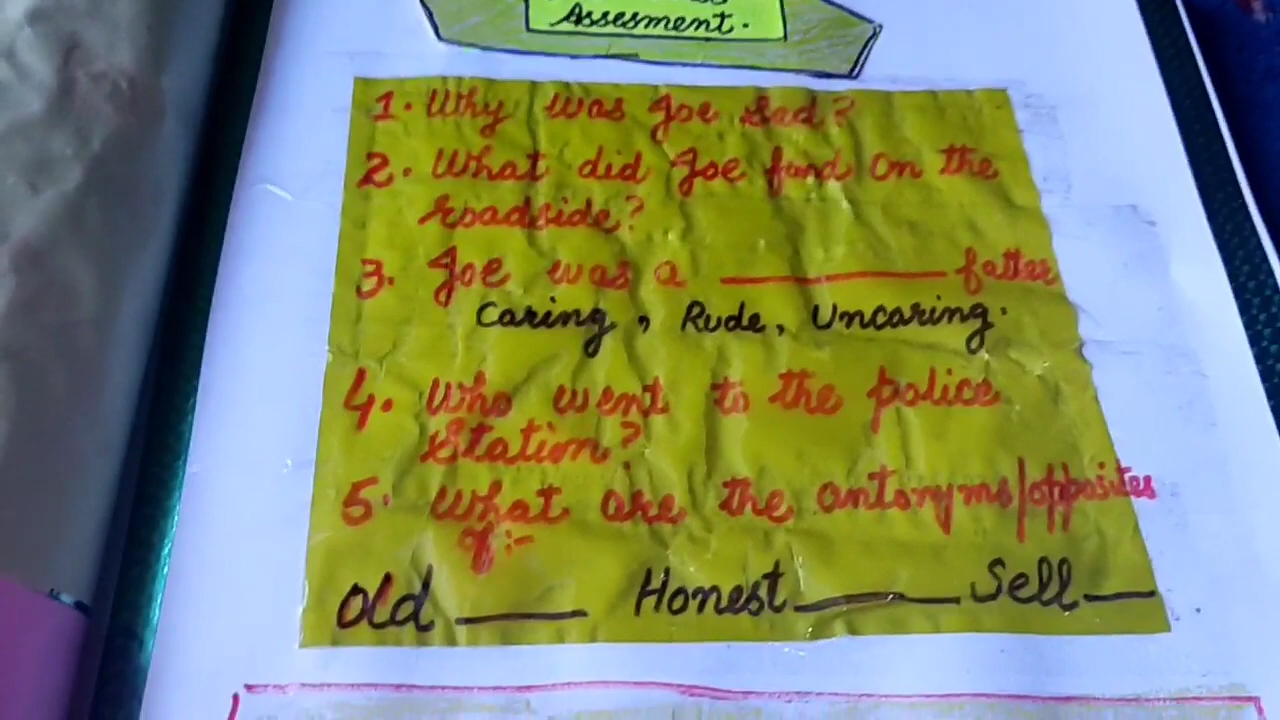 Assesment.
1. Why was Joe Sad?
2. What did Joe find on the
roadside?
3. Joe was a ________ father
Caring, Rude, Uncaring.
4. Who went to the police
Station?
5. What are the antonyms/opposites
of:-
Old ____ Honest ____ Sell ____